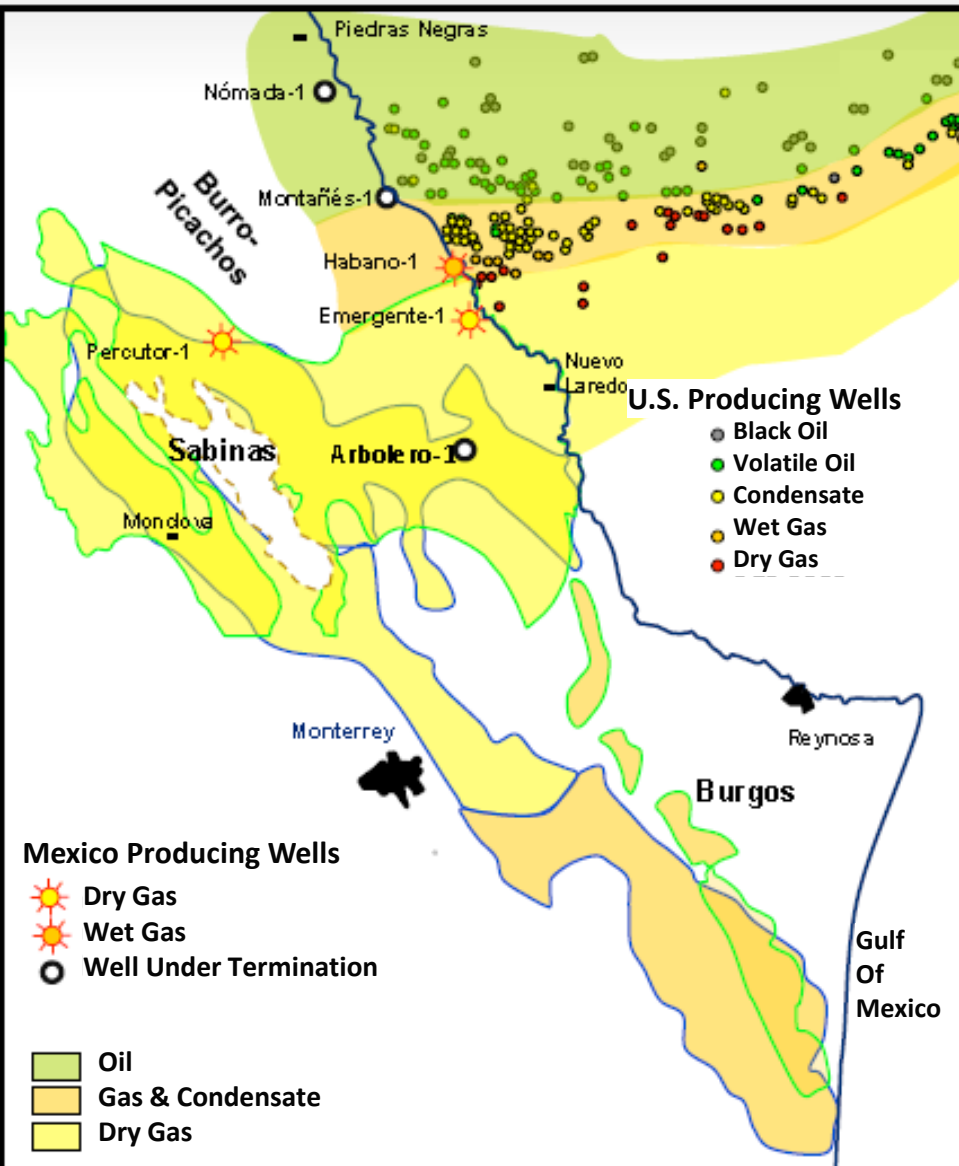 Piedras Negras
Nómada-1
Burro-
Picachos
Montañés-1
Habano-1
Emergente-1
Percutor-1
Nuevo
Laredo
U.S. Producing Wells
Black Oil
Volatile Oil
Condensate
Wet Gas
Dry Gas
Sabinas
Arbolero-1
Mondova
Monterrey
Reynosa
Burgos
Mexico Producing Wells
Dry Gas
Wet Gas
Well Under Termination
Gulf
Of
Mexico
Oil
Gas & Condensate
Dry Gas